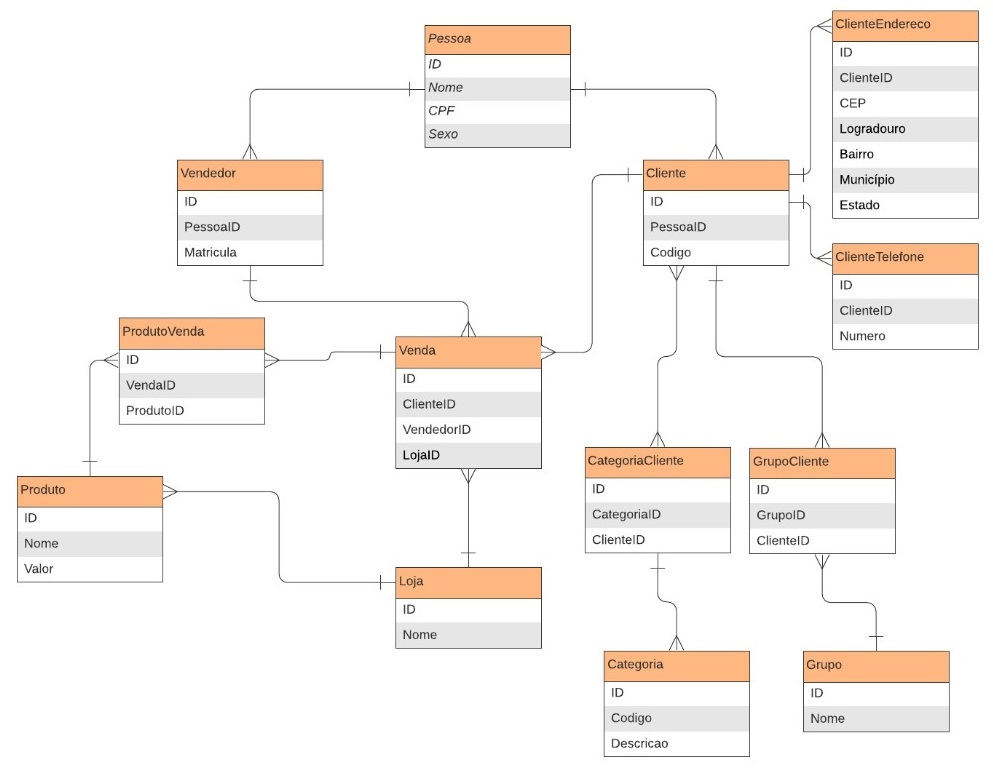 Pessoa
ID
Nome
CPF
Sexo
ClienteEndereco
ID
ClienteID
CEP
Logradouro
Bairro
Município
Estado
Vendedor
ID
PessoaID
Matricula
Cliente
ID
PessoaID
Codigo
ClienteTelefone
ID
ClienteID
Numero
ProdutoVenda
ID
VendaID
ProdutoID
Venda
ID
ClienteID
VendedorID
LojaID
CategoriaCliente
ID
CategoriaID
ClienteID
GrupoCliente
ID
GrupoID
ClienteID
Produto
ID
Nome
Valor
Loja
ID
Nome
Categoria
ID
Codigo
Descricao
Grupo
ID
Nome